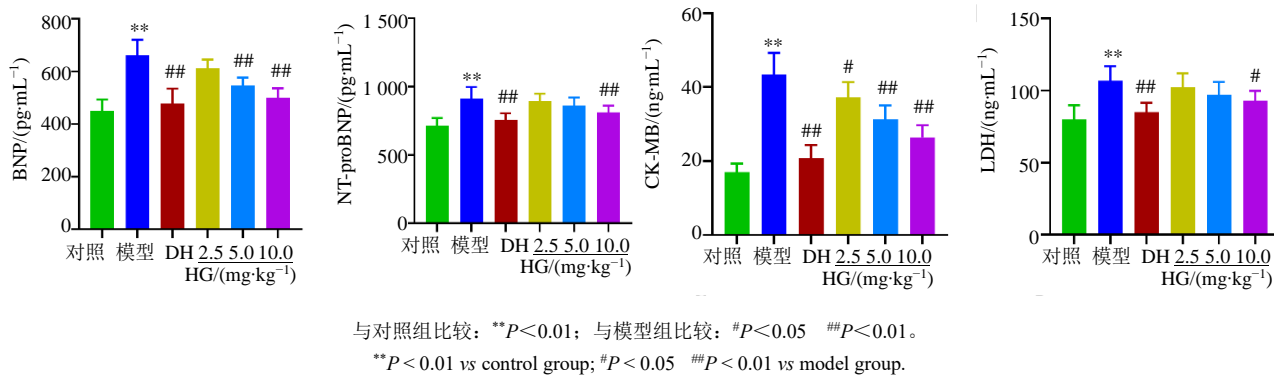 BNP/(pg·mL⁻¹)
800
600
400
200
0
**
##
##
##
对照 模型 DH 2.5 5.0 10.0
HG/(mg·kg⁻¹)
NT-proBNP/(pg·mL⁻¹)
1 500
1 000
500
0
**
##
##
对照 模型 DH 2.5 5.0 10.0
HG/(mg·kg⁻¹)
CK-MB/(ng·mL⁻¹)
60
40
20
0
**
##
#
##
##
对照 模型 DH 2.5 5.0 10.0
HG/(mg·kg⁻¹)
LDH/(ng·mL⁻¹)
150
100
50
0
**
##
#
对照 模型 DH 2.5 5.0 10.0
HG/(mg·kg⁻¹)
与对照组比较：**P＜0.01；与模型组比较：#P＜0.05 ##P＜0.01。
**P < 0.01 vs control group; #P < 0.05 ##P < 0.01 vs model group.